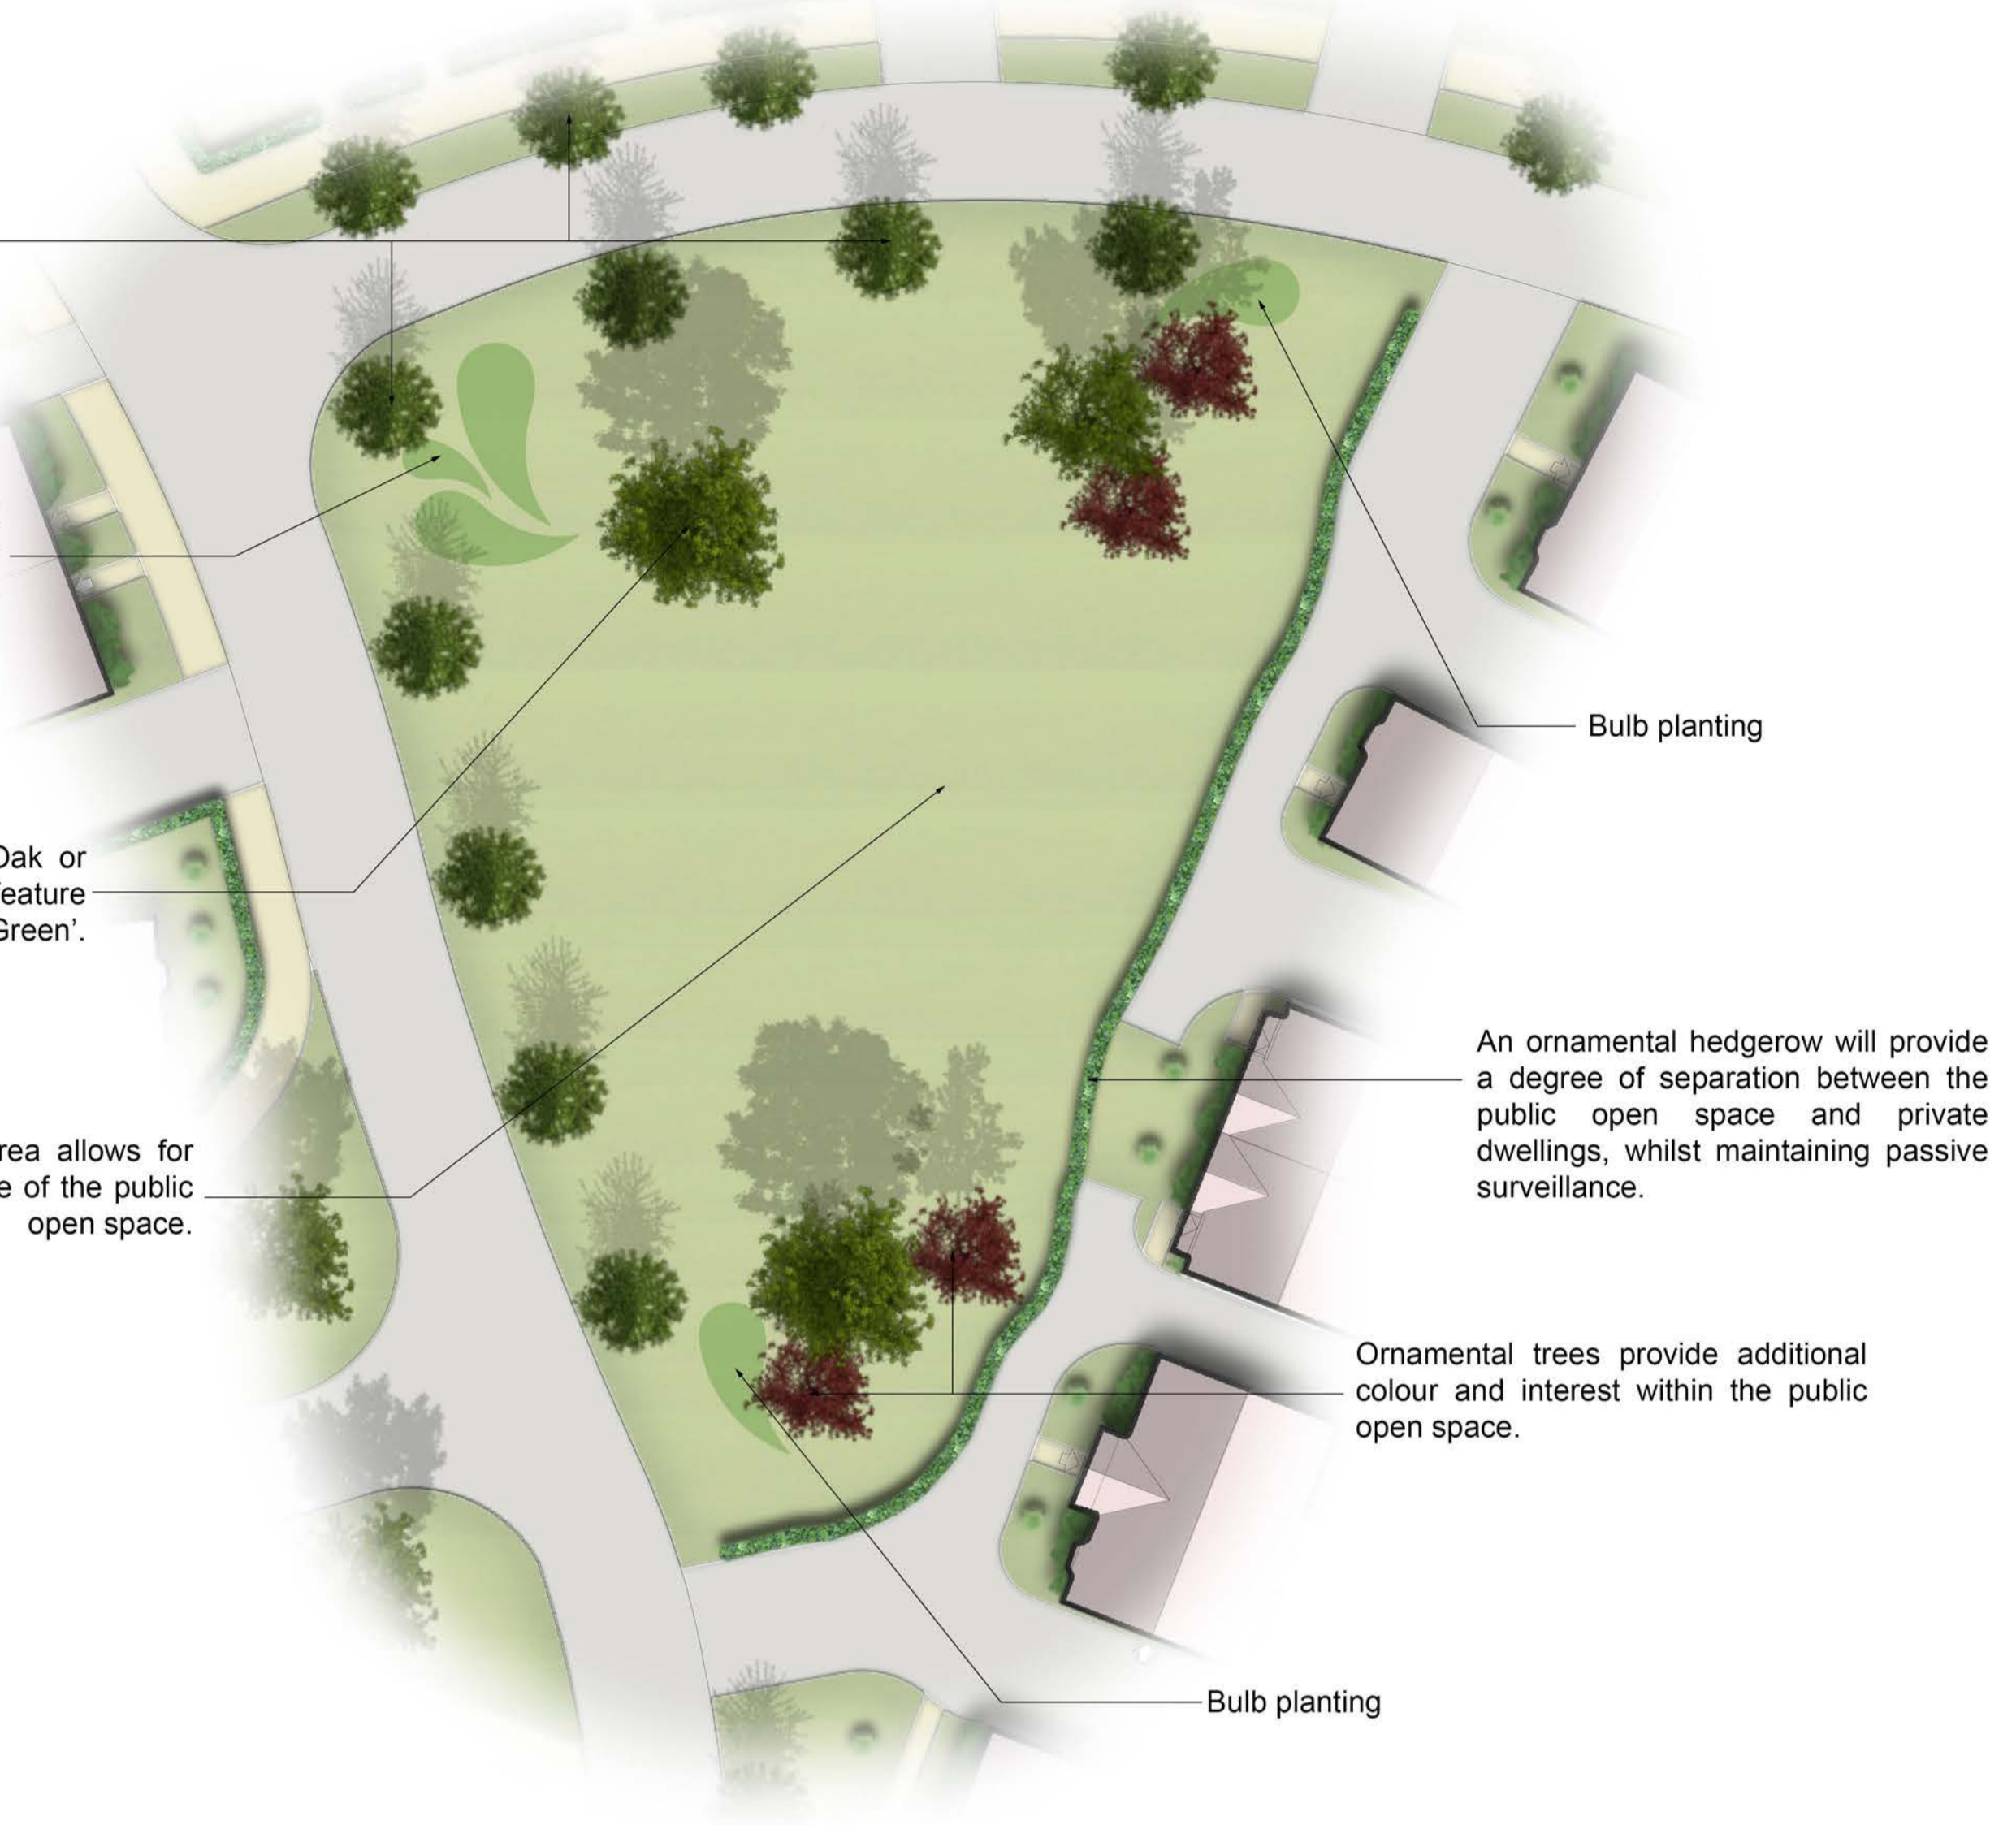 Bulb planting
Oak or
eature
Green’.
An ornamental hedgerow will provide
a degree of separation between the
public open space and private
dwellings, whilst maintaining passive
surveillance.
rea allows for
e of the public
open space.
Ornamental trees provide additional
colour and interest within the public
open space.
Bulb planting